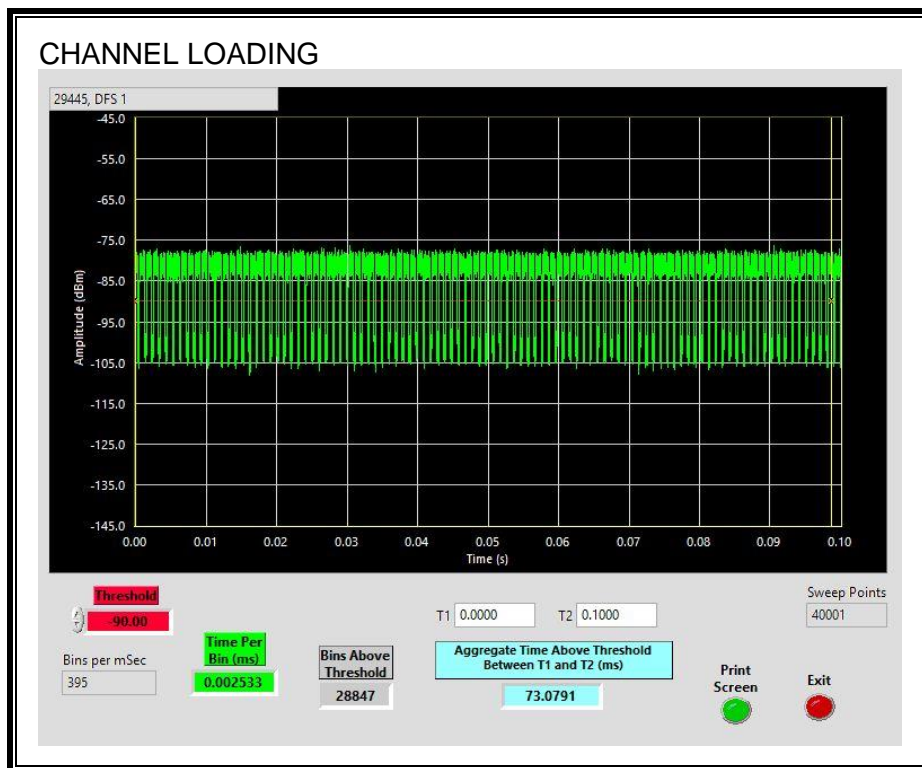 CHANNEL LOADING
29445, DFS 1
-45.0
-55.0
-65.0
-75.0
-85.0
-95.0
-105.0
-115.0
-125.0
-135.0
-145.0
Amplitude (dBm)
0.00 0.01 0.02 0.03 0.04 0.05 0.06 0.07 0.08 0.09 0.10
Time (s)
Threshold
-90.00
Bins per mSec
395
Time Per
Bin (ms)
0.002533
Bins Above
Threshold
28847
T1 0.0000 T2 0.1000
Aggregate Time Above Threshold
Between T1 and T2 (ms)
73.0791
Sweep Points
40001
Print
Screen
Exit